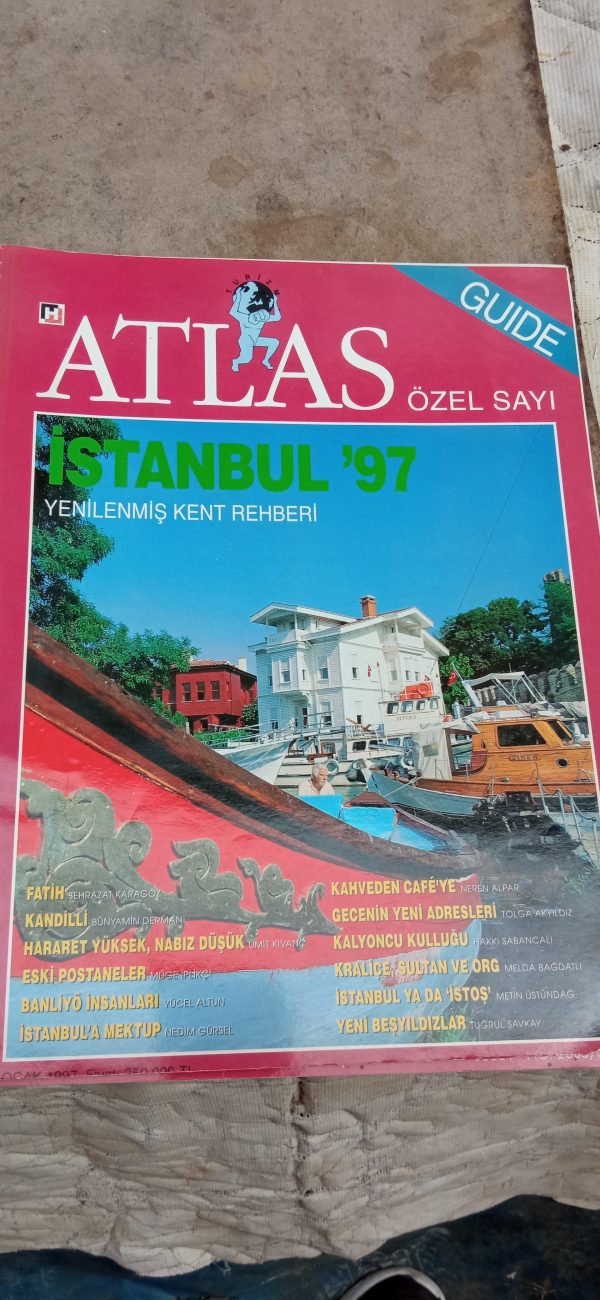 TURİZM
ATLAS
ÖZEL SAYI
GUIDE
İSTANBUL '97
YENİLENMİŞ KENT REHBERİ
FATİH ŞEHRAZAT KARAGÖZ
KANDİLLİ BÜNYAMİN DERMAN
HARARET YÜKSEK, NABIZ DÜŞÜK ÜMİT KIVANÇ
ESKİ POSTANELER MÜGE İPLİKÇİ
BANLİYÖ İNSANLARI YÜCEL ALTUN
İSTANBUL'A MEKTUP NEDİM GÜRSEL
KAHVEDEN CAFÉ'YE NEREN ALPAR
GECENİN YENİ ADRESLERİ TOLGA AKYILDIZ
KALYONCU KULLUĞU HAKKI SABANCALI
KRALİÇE, SULTAN VE ORG MELDA BAĞDATLI
İSTANBUL YA DA 'İSTOŞ' METİN ÜSTÜNDAĞ
YENİ BEŞYILDIZLAR TUĞRUL SAVKAY
OCAK 1997